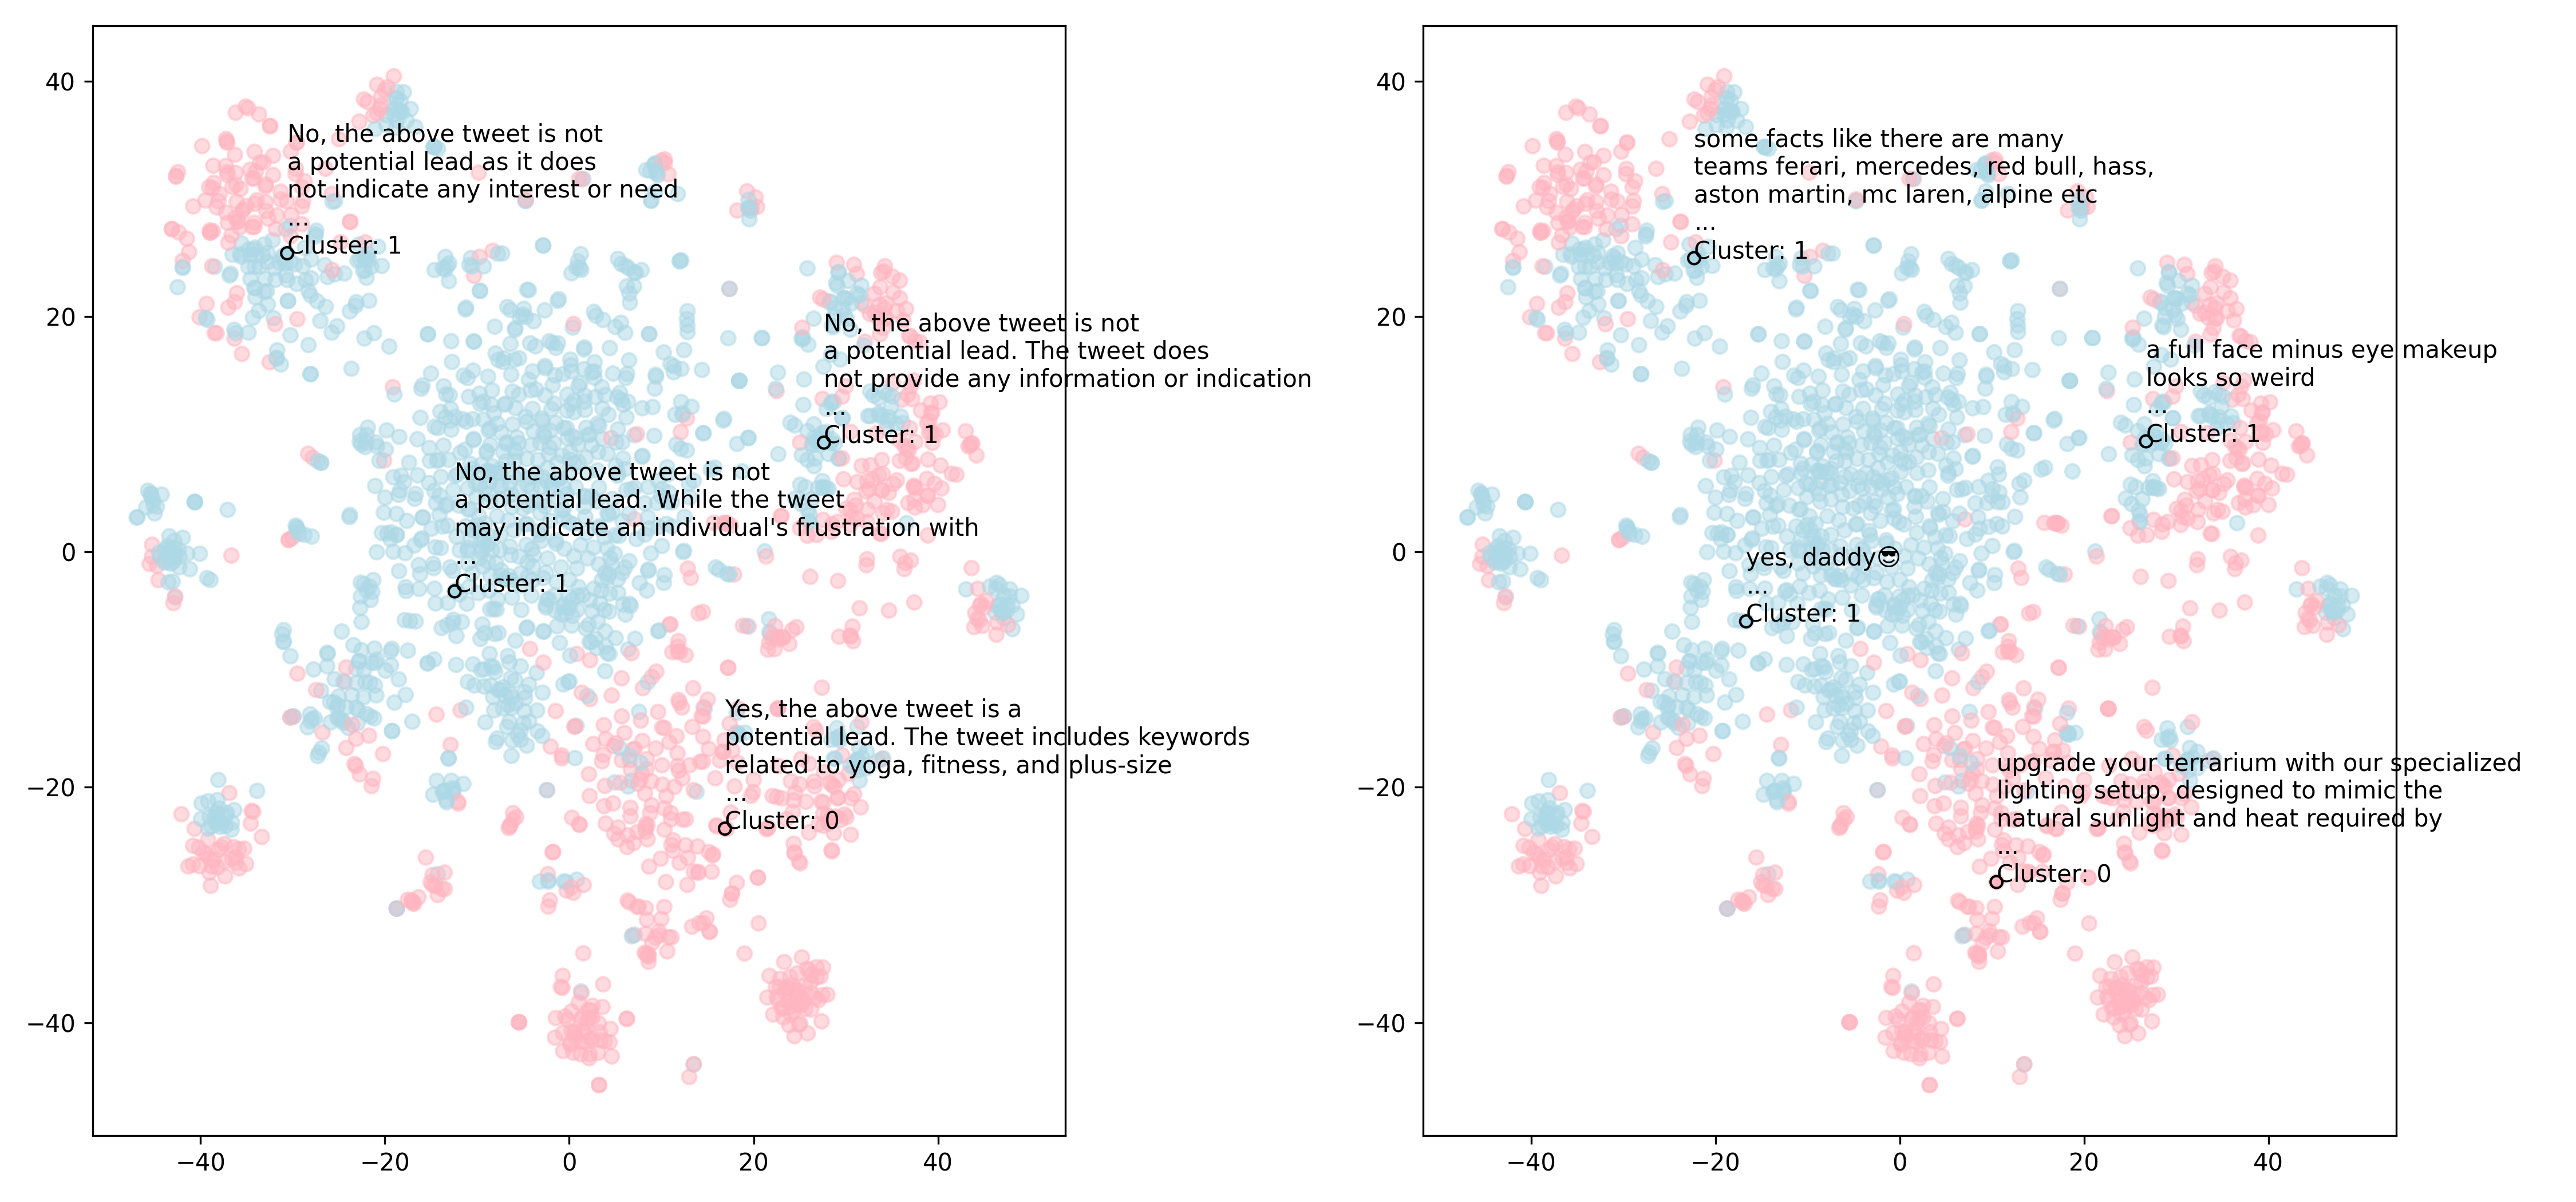 40
20
0
−20
−40
−40
−20
0
20
40
No, the above tweet is not
a potential lead as it does
not indicate any interest or need
...
Cluster: 1
No, the above tweet is not
a potential lead. The tweet does
not provide any information or indication
...
Cluster: 1
No, the above tweet is not
a potential lead. While the tweet
may indicate an individual's frustration with
...
Cluster: 1
Yes, the above tweet is a
potential lead. The tweet includes keywords
related to yoga, fitness, and plus-size
...
Cluster: 0
40
20
0
−20
−40
−40
−20
0
20
40
some facts like there are many
teams ferari, mercedes, red bull, hass,
aston martin, mc laren, alpine etc
...
Cluster: 1
a full face minus eye makeup
looks so weird
...
Cluster: 1
yes, daddy😎
...
Cluster: 1
upgrade your terrarium with our specialized
lighting setup, designed to mimic the
natural sunlight and heat required by
...
Cluster: 0